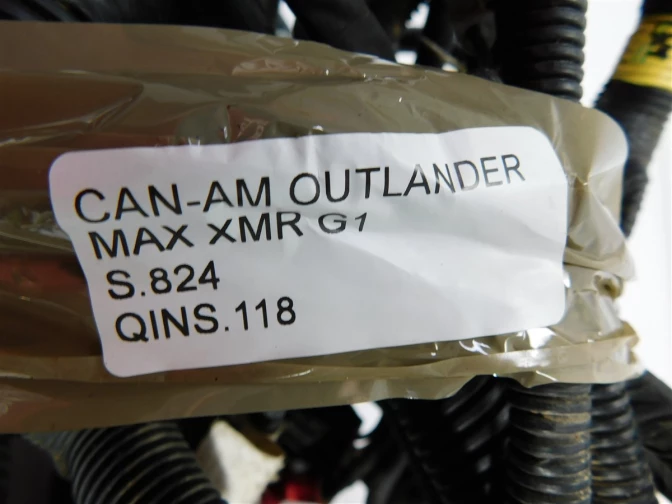 CAN-AM OUTLANDER
MAX XMR G1
S.824
QINS.118